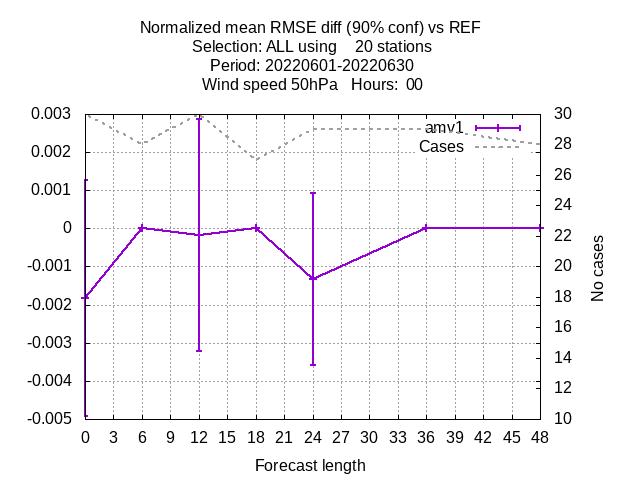 Normalized mean RMSE diff (90% conf) vs REF
Selection: ALL using    20 stations
Period: 20220601-20220630
Wind speed 50hPa   Hours:  00
0.003
0.002
0.001
0
-0.001
-0.002
-0.003
-0.004
-0.005
amv1
Cases
30
28
26
24
22
20
18
16
14
12
10
No cases
0 3 6 9 12 15 18 21 24 27 30 33 36 39 42 45 48
Forecast length